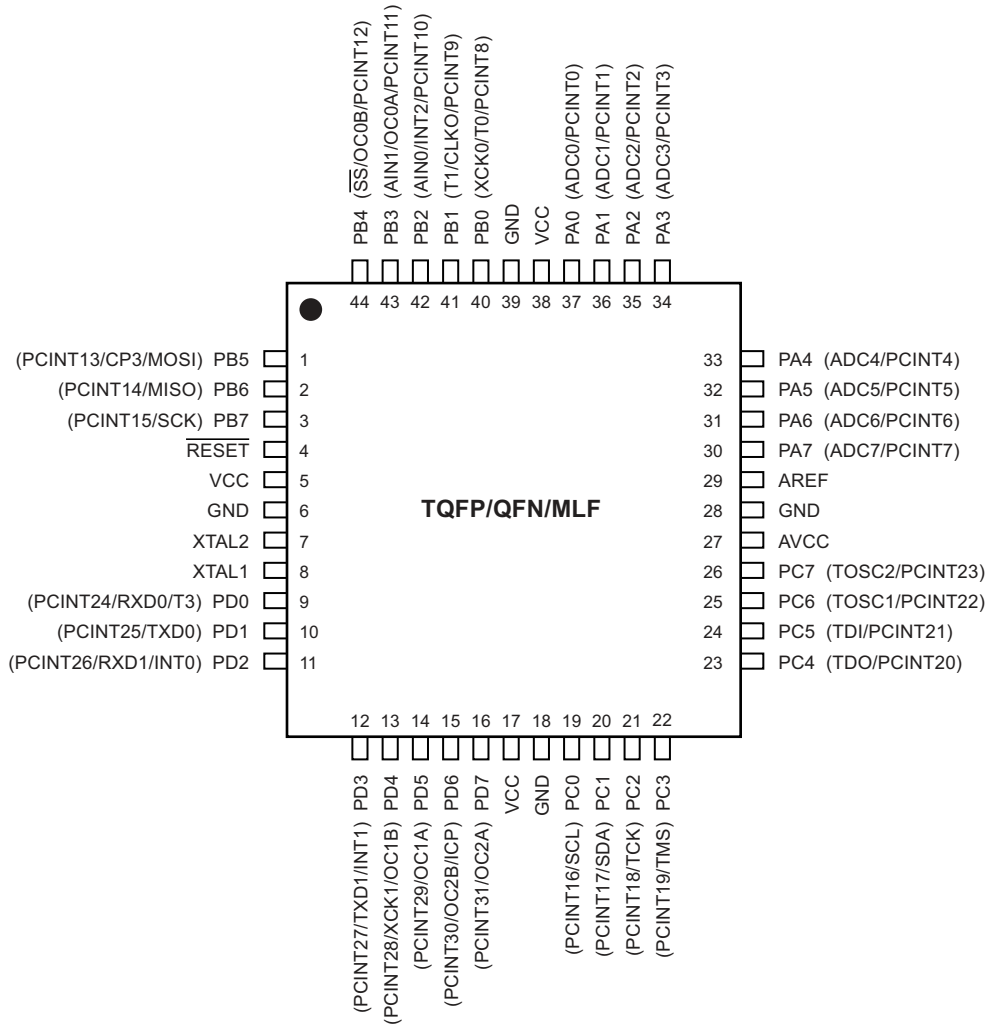 PB4 (S̅S̅/OC0B/PCINT12)
PB3 (AIN1/OC0A/PCINT11)
PB2 (AIN0/INT2/PCINT10)
PB1 (T1/CLKO/PCINT9)
PB0 (XCK0/T0/PCINT8)
GND
VCC
PA0 (ADC0/PCINT0)
PA1 (ADC1/PCINT1)
PA2 (ADC2/PCINT2)
PA3 (ADC3/PCINT3)
44 43 42 41 40 39 38 37 36 35 34
(PCINT13/CP3/MOSI) PB5 1
(PCINT14/MISO) PB6 2
(PCINT15/SCK) PB7 3
R̅E̅S̅E̅T̅ 4
VCC 5
GND 6
XTAL2 7
XTAL1 8
(PCINT24/RXD0/T3) PD0 9
(PCINT25/TXD0) PD1 10
(PCINT26/RXD1/INT0) PD2 11
TQFP/QFN/MLF
33 PA4 (ADC4/PCINT4)
32 PA5 (ADC5/PCINT5)
31 PA6 (ADC6/PCINT6)
30 PA7 (ADC7/PCINT7)
29 AREF
28 GND
27 AVCC
26 PC7 (TOSC2/PCINT23)
25 PC6 (TOSC1/PCINT22)
24 PC5 (TDI/PCINT21)
23 PC4 (TDO/PCINT20)
12 13 14 15 16 17 18 19 20 21 22
(PCINT27/TXD1/INT1) PD3
(PCINT28/XCK1/OC1B) PD4
(PCINT29/OC1A) PD5
(PCINT30/OC2B/ICP) PD6
(PCINT31/OC2A) PD7
VCC
GND
(PCINT16/SCL) PC0
(PCINT17/SDA) PC1
(PCINT18/TCK) PC2
(PCINT19/TMS) PC3